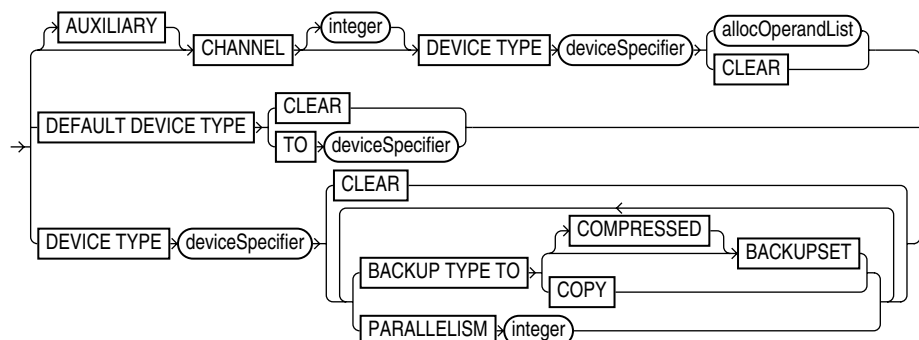 AUXILIARY
CHANNEL integer DEVICE TYPE deviceSpecifier allocOperandList
CLEAR
DEFAULT DEVICE TYPE CLEAR
TO deviceSpecifier
DEVICE TYPE deviceSpecifier CLEAR
BACKUP TYPE TO COMPRESSED BACKUPSET
COPY
PARALLELISM integer